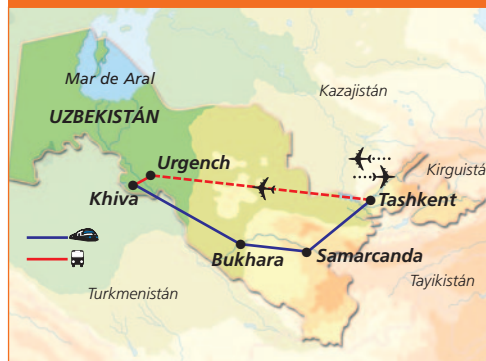 Mar de Aral
Kazajistán
UZBEKISTÁN
Urgench
Kirguistá
Khiva
Tashkent
Bukhara
Samarcanda
Tayikistán
Turkmenistán